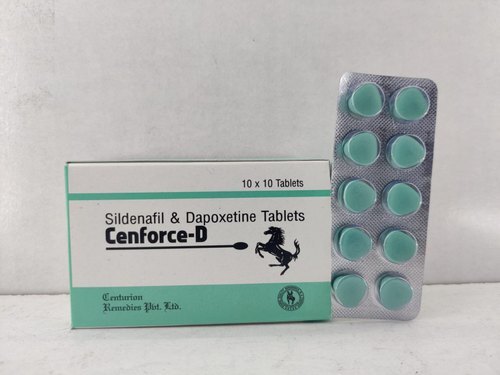 10 x 10 Tablets
Sildenafil & Dapoxetine Tablets
Cenforce-D
Centurion
Remedies Pvt. Ltd.